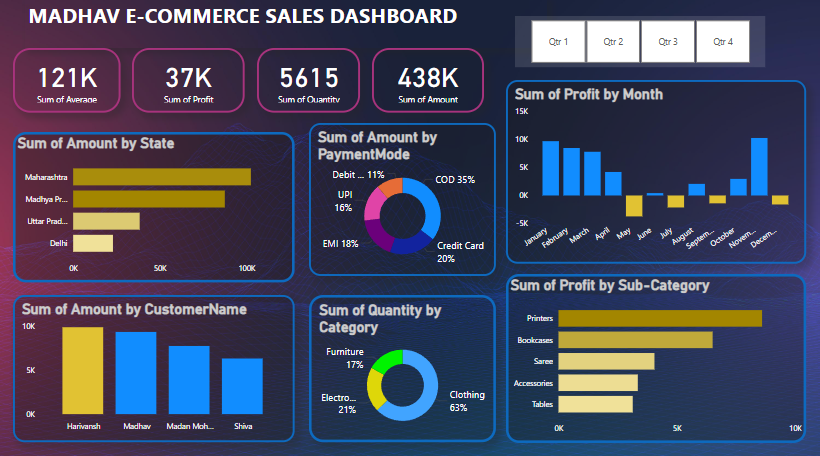 MADHAV E-COMMERCE SALES DASHBOARD
Qtr 1 Qtr 2 Qtr 3 Qtr 4
121K 37K 5615 438K
Sum of Average Sum of Profit Sum of Quantity Sum of Amount
Sum of Amount by State
Maharashtra
Madhya Pr...
Uttar Prad...
Delhi
0K 50K 100K
Sum of Amount by
PaymentMode
Debit ... 11%
COD 35%
UPI
16%
EMI 18%
Credit Card
20%
Sum of Profit by Month
15K
10K
5K
0K
-5K
January February March April May June July August Septem... October Novem... Decem...
Sum of Amount by CustomerName
10K
5K
0K
Harivansh Madhav Madan Moh... Shiva
Sum of Quantity by
Category
Furniture
17%
Electro...
21%
Clothing
63%
Sum of Profit by Sub-Category
Printers
Bookcases
Saree
Accessories
Tables
0K 5K 10K